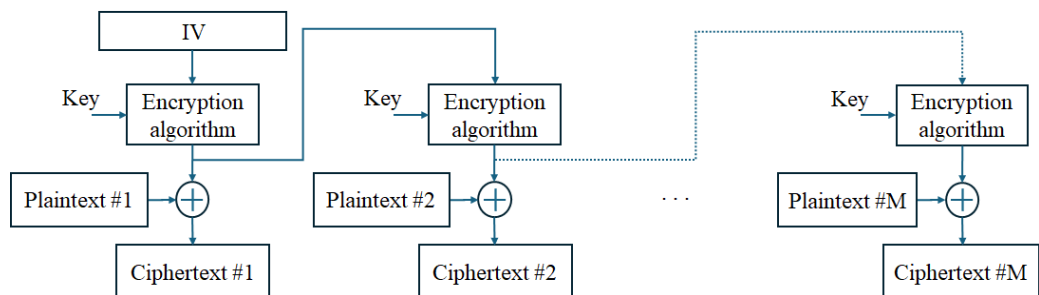 IV
Key
Encryption
algorithm
Key
Encryption
algorithm
Key
Encryption
algorithm
Plaintext #1
Plaintext #2
. . .
Plaintext #M
Ciphertext #1
Ciphertext #2
Ciphertext #M